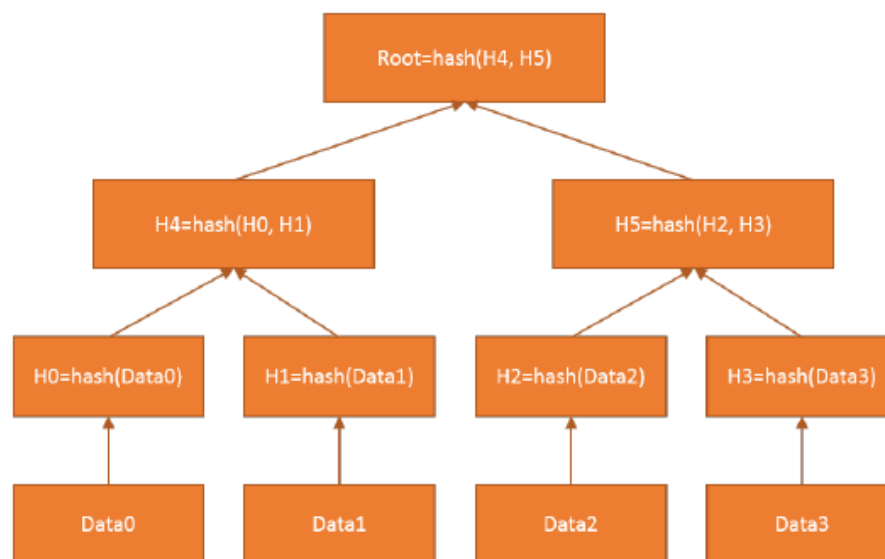 Root=hash(H4, H5)
H4=hash(H0, H1)
H5=hash(H2, H3)
H0=hash(Data0)
H1=hash(Data1)
H2=hash(Data2)
H3=hash(Data3)
Data0
Data1
Data2
Data3